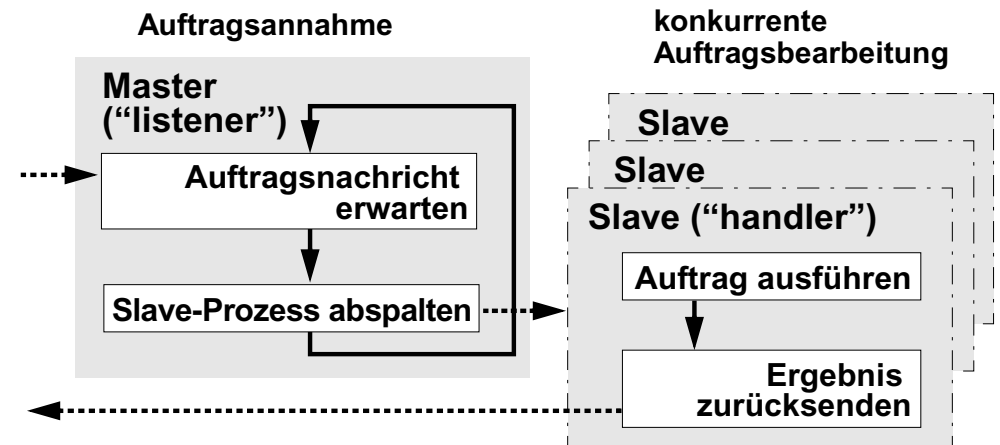 Auftragsannahme
konkurrente
Auftragsbearbeitung
Master
(“listener”)
Auftragsnachricht
erwarten
Slave-Prozess abspalten
Slave
Slave
Slave (“handler”)
Auftrag ausführen
Ergebnis
zurücksenden